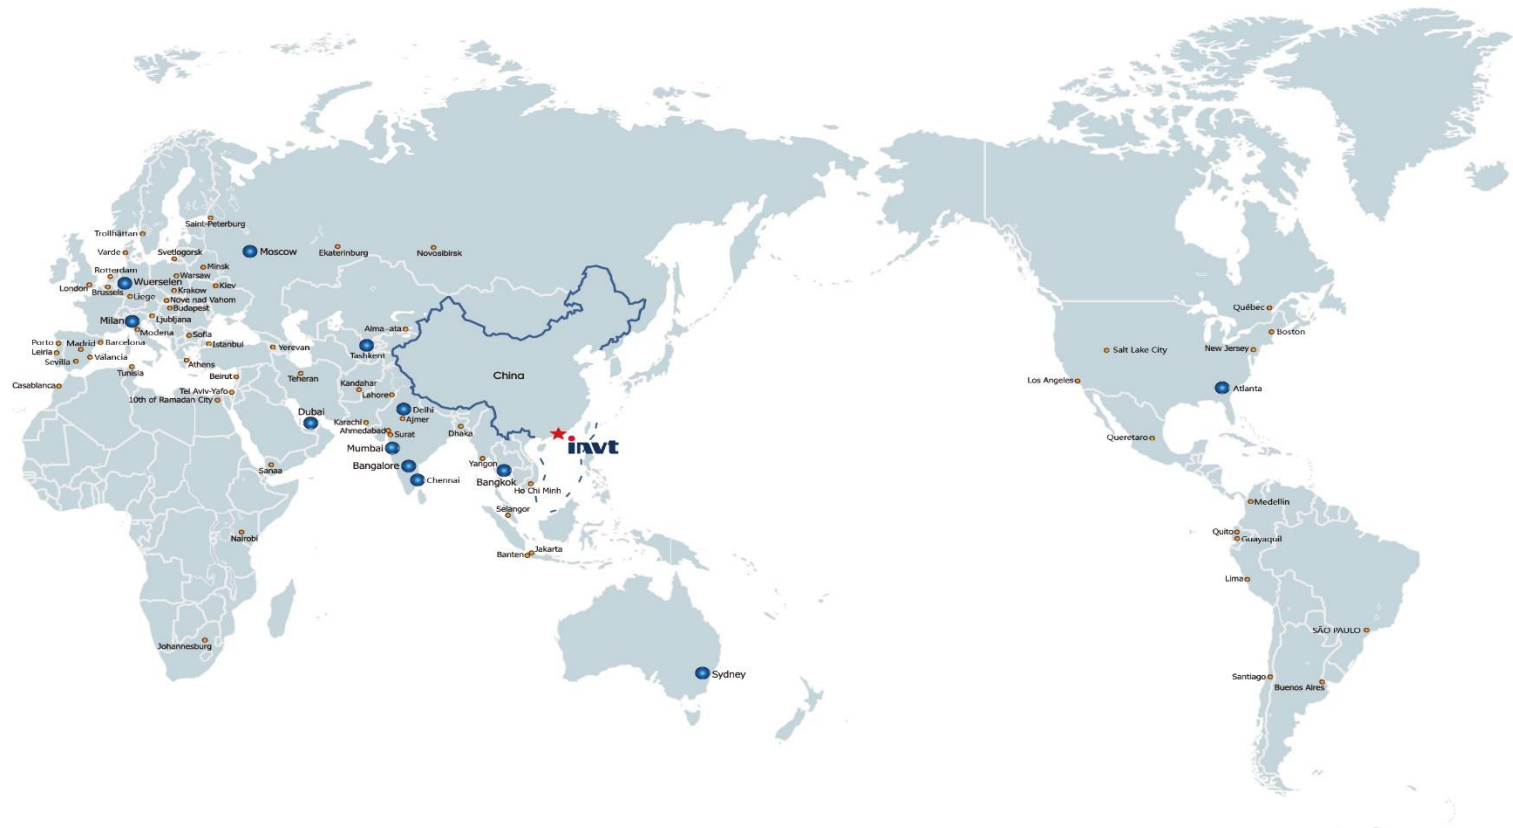 Saint-Peterburg
Trollhättan
Varde
Svetlogorsk
Moscow
Ekaterinburg
Novosibirsk
Minsk
Rotterdam
Warsaw
Wuerselen
London
Brussels
Krakow
Kiev
Liege
Nove nad Vahom
Budapest
Québec
Milan
Ljubljana
Modena
Sofia
Alma-ata
Boston
Porto
Madrid
Barcelona
Istanbul
Yerevan
Leiria
Sevilla
Válancia
Athens
Tashkent
Salt Lake City
New Jersey
Tunisia
Beirut
Teheran
China
Los Angeles
Casablanca
Kandahar
Atlanta
Tel Aviv-Yafo
Lahore
10th of Ramadan City
Dubai
Delhi
Karachi
Ajmer
Ahmedabad
Surat
Dhaka
Queretaro
Mumbai
invt
Sanaa
Bangalore
Yangon
Chennai
Bangkok
Ho Chi Minh
Medellin
Selangor
Nairobi
Quito
Guayaquil
Banten
Jakarta
Lima
SÃO PAULO
Johannesburg
Sydney
Santiago
Buenos Aires